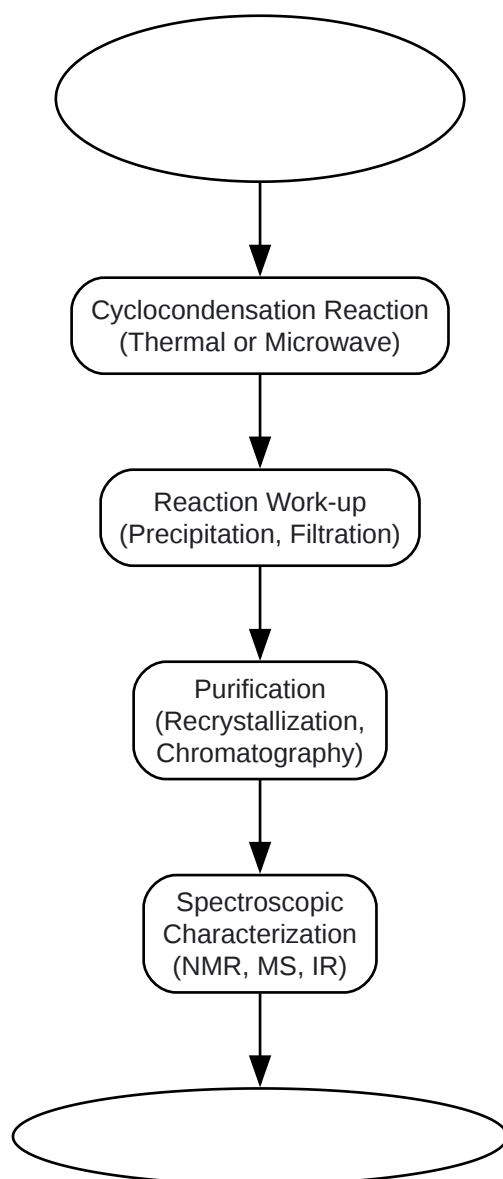 Cyclocondensation Reaction
(Thermal or Microwave)
Reaction Work-up
(Precipitation, Filtration)
Purification
(Recrystallization,
Chromatography)
Spectroscopic
Characterization
(NMR, MS, IR)